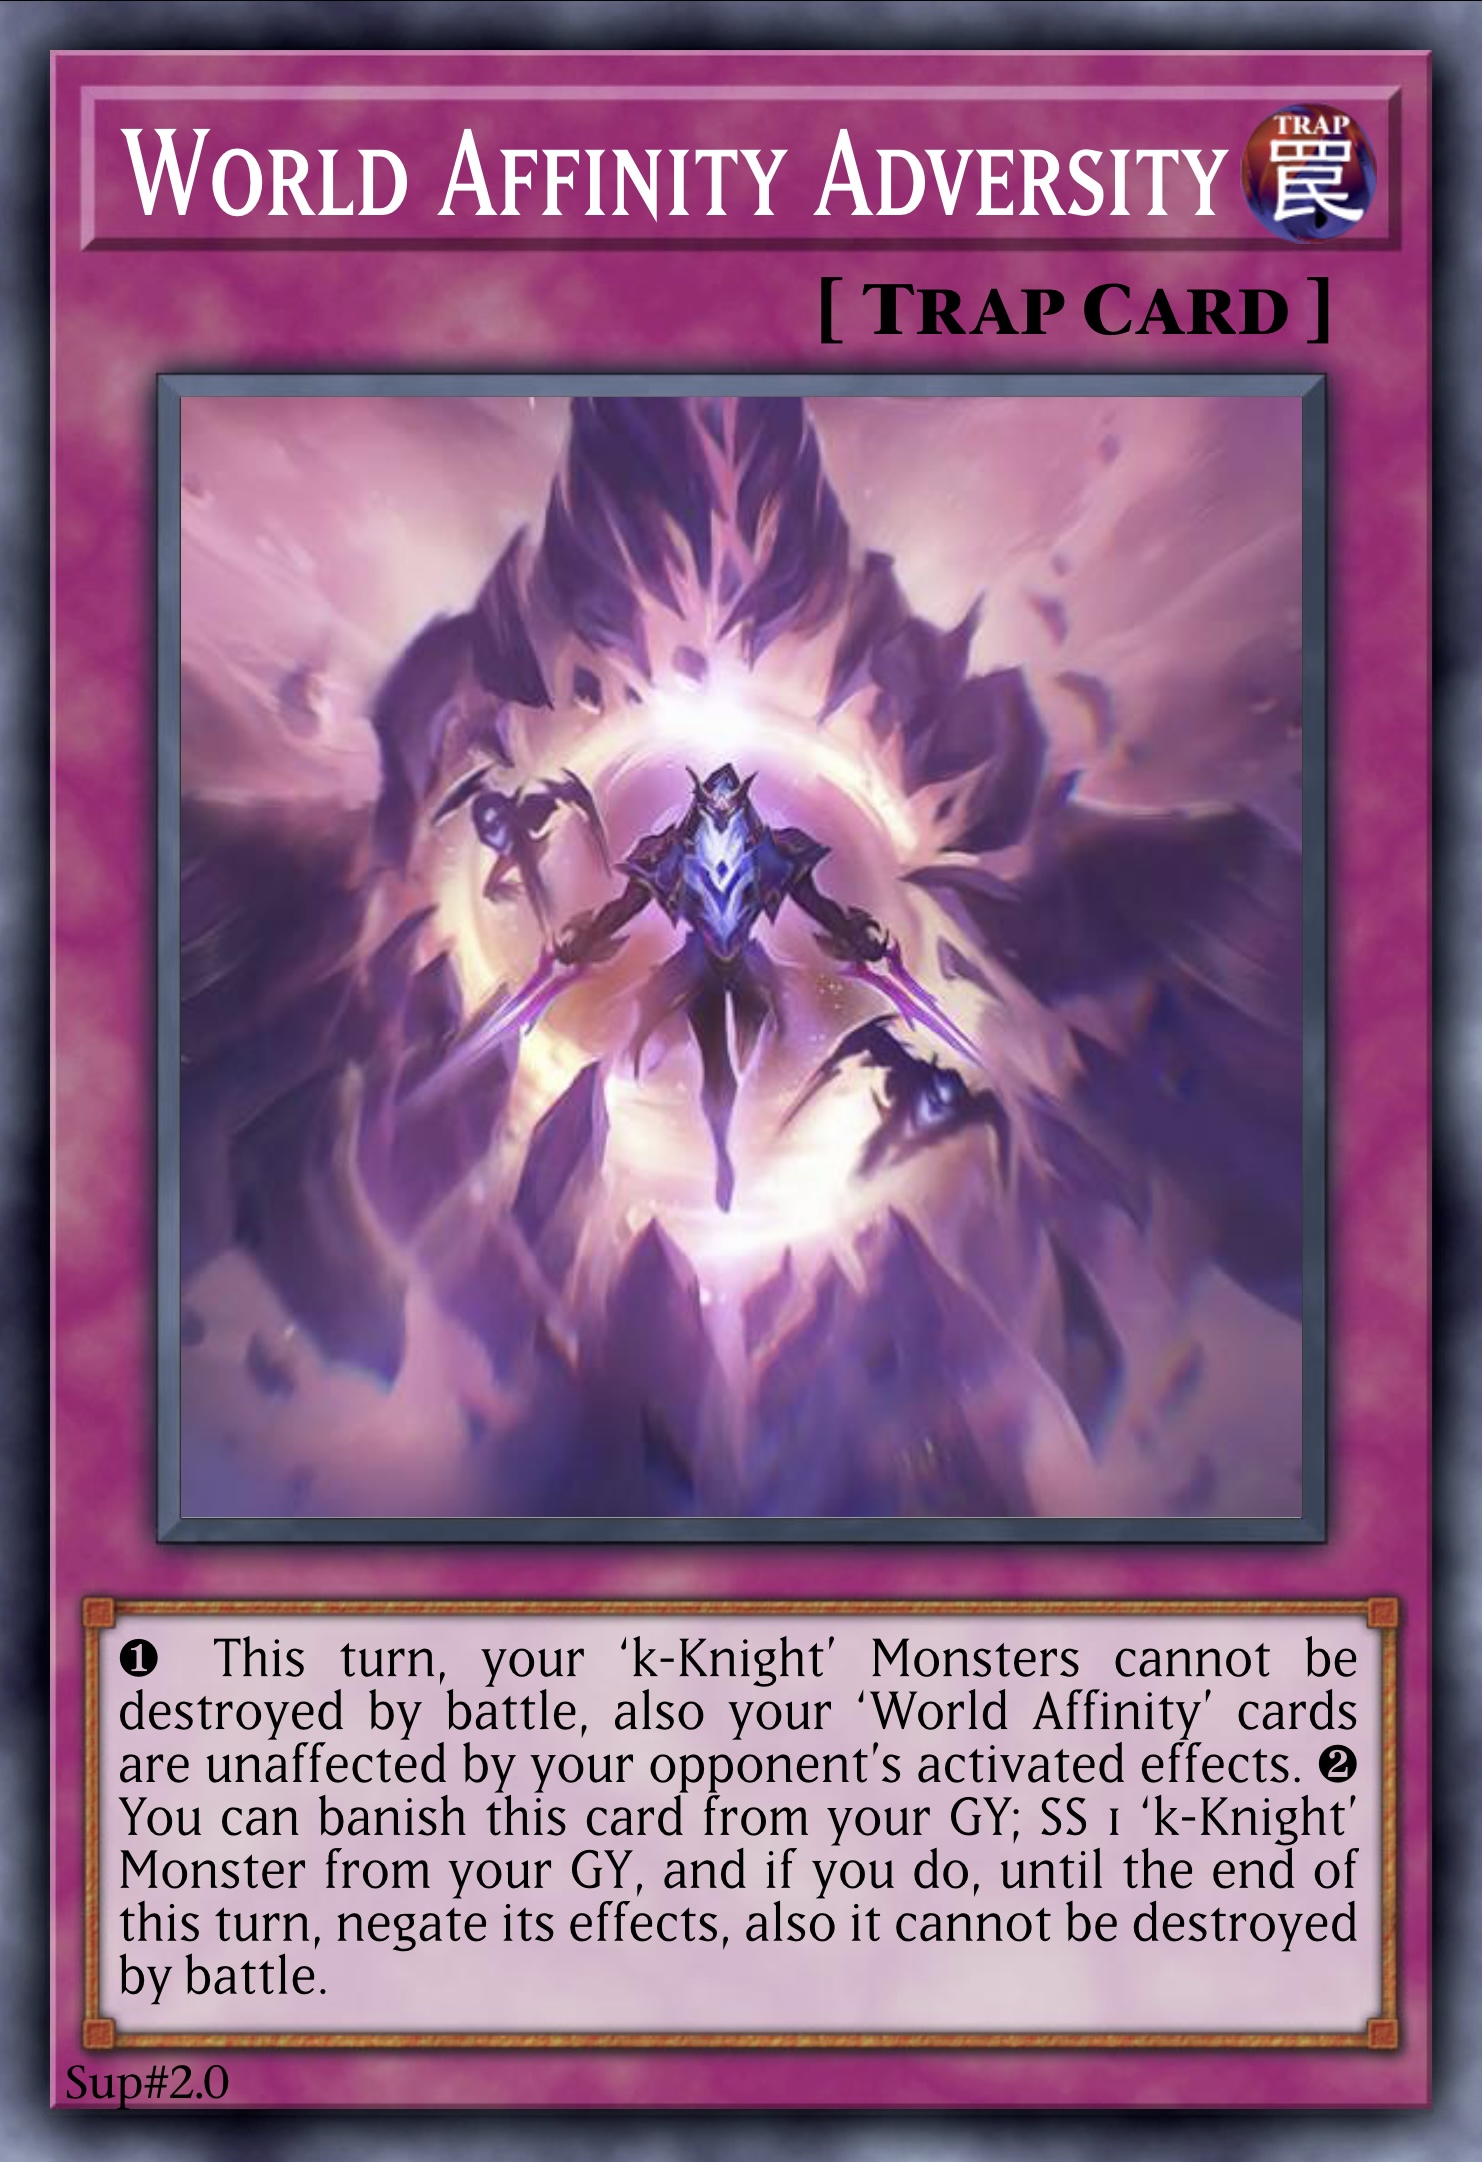 World Affinity Adversity
TRAP
罠
[ Trap Card ]
❶ This turn, your ‘k-Knight’ Monsters cannot be
destroyed by battle, also your ‘World Affinity’ cards
are unaffected by your opponent's activated effects. ❷
You can banish this card from your GY; SS 1 ‘k-Knight’
Monster from your GY, and if you do, until the end of
this turn, negate its effects, also it cannot be destroyed
by battle.
Sup#2.0